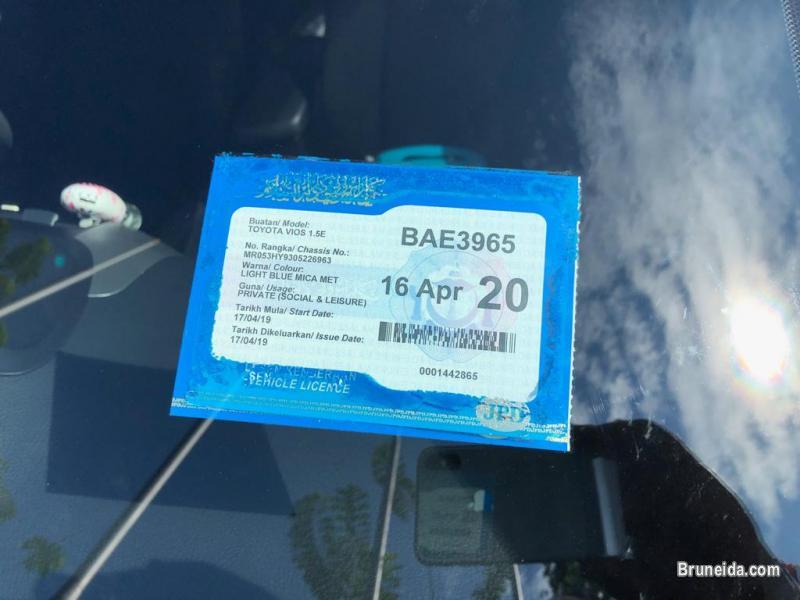 Buatan/ Model:
TOYOTA VIOS 1.5E
BAE3965
No. Rangka/ Chassis No.:
MR053HY9305226963
Warna/ Colour:
LIGHT BLUE MICA MET
16 Apr 20
Guna/ Usage:
PRIVATE (SOCIAL & LEISURE)
Tarikh Mula/ Start Date:
17/04/19
Tarikh Dikeluarkan/ Issue Date:
17/04/19
0001442865
VEHICLE LICENCE
JPD
Bruneida.com